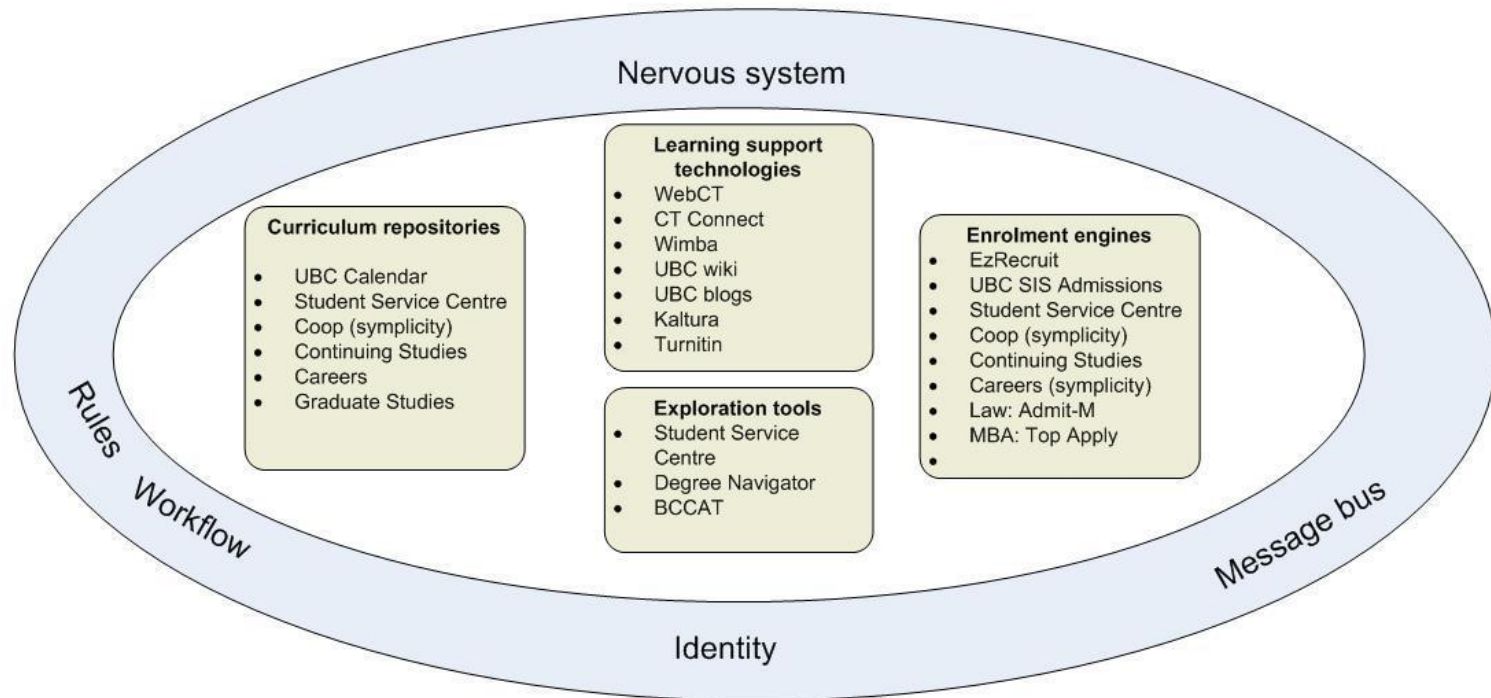 Nervous system
Learning support
technologies
• WebCT
• CT Connect
• Wimba
• UBC wiki
• UBC blogs
• Kaltura
• Turnitin
Curriculum repositories
• UBC Calendar
• Student Service Centre
• Coop (symplicity)
• Continuing Studies
• Careers
• Graduate Studies
Enrolment engines
• EzRecruit
• UBC SIS Admissions
• Student Service Centre
• Coop (symplicity)
• Continuing Studies
• Careers (symplicity)
• Law: Admit-M
• MBA: Top Apply
•
Exploration tools
• Student Service
Centre
• Degree Navigator
• BCCAT
Rules
Workflow
Message bus
Identity